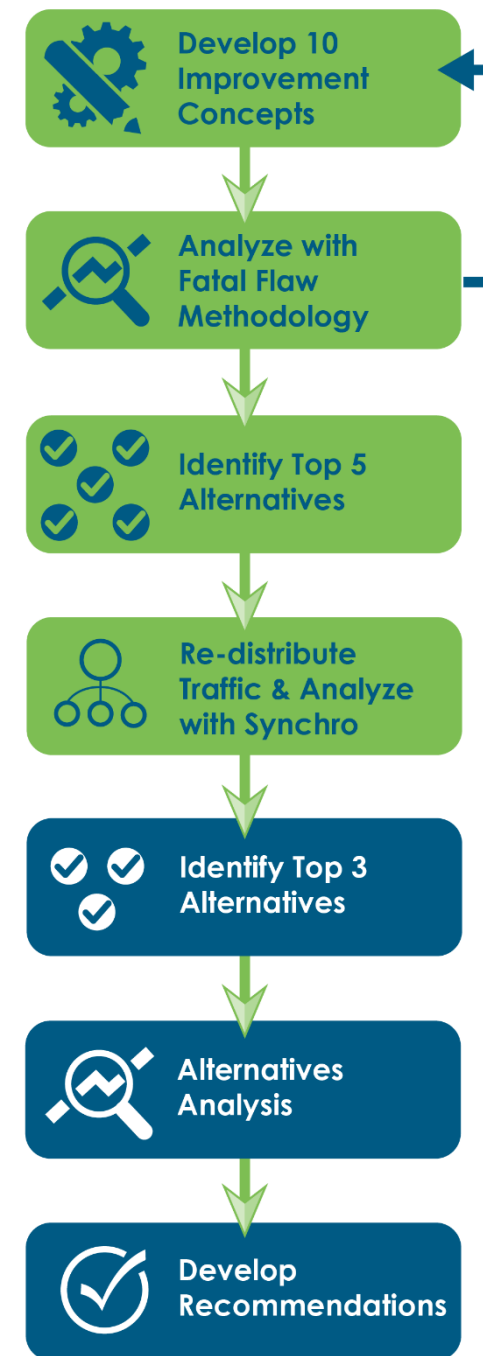 Develop 10
Improvement
Concepts
Analyze with
Fatal Flaw
Methodology
Identify Top 5
Alternatives
Re-distribute
Traffic & Analyze
with Synchro
Identify Top 3
Alternatives
Alternatives
Analysis
Develop
Recommendations